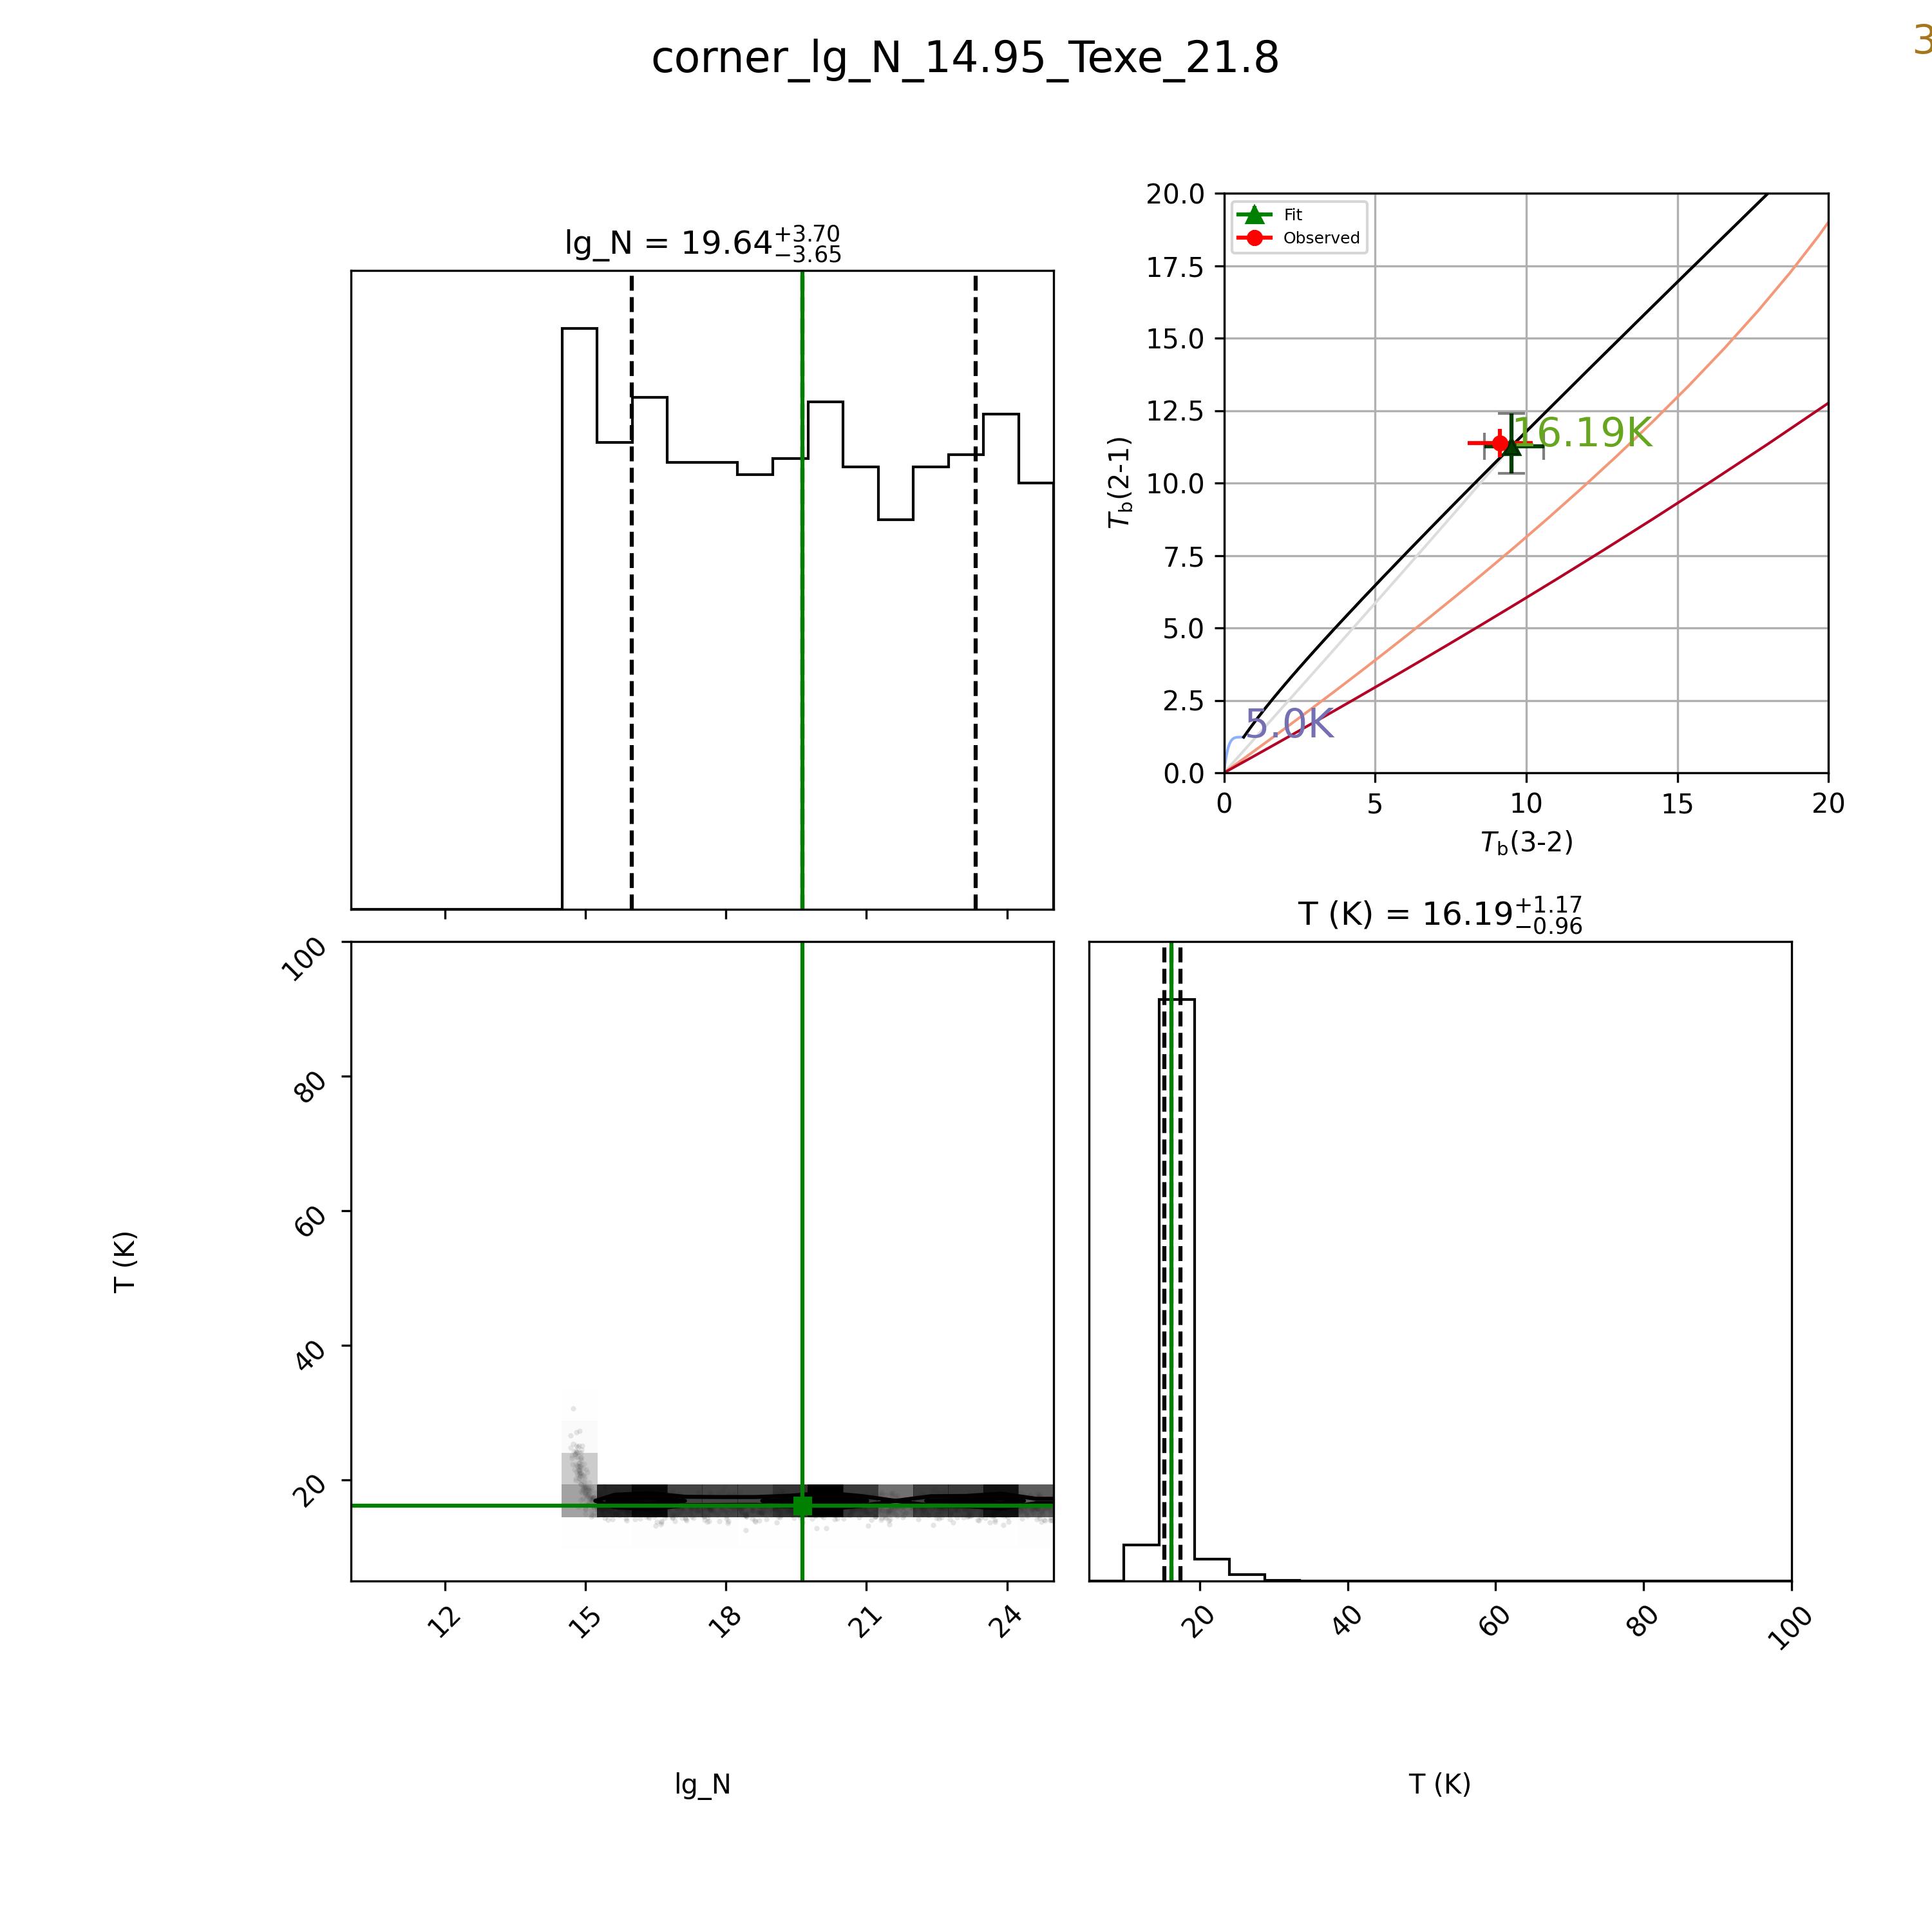 corner_lg_N_14.95_Texe_21.8
3
lg_N = 19.64+3.70−3.65
20.0
17.5
15.0
12.5
10.0
7.5
5.0
2.5
0.0
Tb(2-1)
Fit
Observed
16.19K
5.0K
0
5
10
15
20
Tb(3-2)
T (K) = 16.19+1.17−0.96
100
80
60
40
20
T (K)
12
15
18
21
24
lg_N
20
40
60
80
100
T (K)